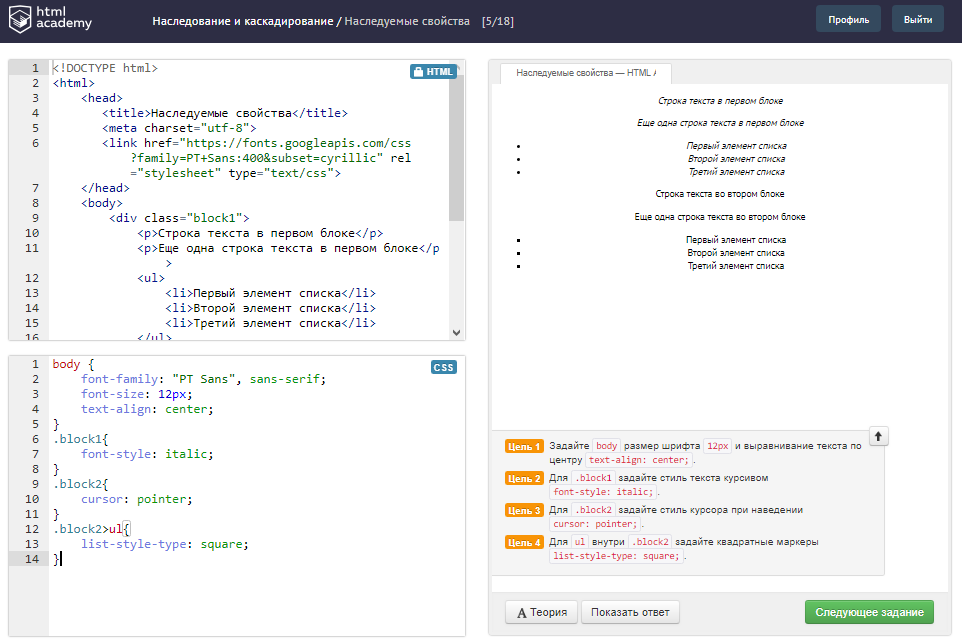 html
academy
Наследование и каскадирование / Наследуемые свойства [5/18]
Профиль
Выйти
1 <!DOCTYPE html>
HTML
2 <html>
3 <head>
4 <title>Наследуемые свойства</title>
5 <meta charset="utf-8">
6 <link href="https://fonts.googleapis.com/css
?family=PT+Sans:400&subset=cyrillic" rel
="stylesheet" type="text/css">
7 </head>
8 <body>
9 <div class="block1">
10 <p>Строка текста в первом блоке</p>
11 <p>Еще одна строка текста в первом блоке</p
>
12 <ul>
13 <li>Первый элемент списка</li>
14 <li>Второй элемент списка</li>
15 <li>Третий элемент списка</li>
16 </ul>
1 body {
CSS
2 font-family: "PT Sans", sans-serif;
3 font-size: 12px;
4 text-align: center;
5 }
6 .block1{
7 font-style: italic;
8 }
9 .block2{
10 cursor: pointer;
11 }
12 .block2>ul{
13 list-style-type: square;
14 }
Наследуемые свойства — HTML
Строка текста в первом блоке
Еще одна строка текста в первом блоке
Первый элемент списка
Второй элемент списка
Третий элемент списка
Строка текста во втором блоке
Еще одна строка текста во втором блоке
Первый элемент списка
Второй элемент списка
Третий элемент списка
Цель 1 Задайте body размер шрифта 12px и выравнивание текста по
центру text-align: center; .
Цель 2 Для .block1 задайте стиль текста курсивом
font-style: italic; .
Цель 3 Для .block2 задайте стиль курсора при наведении
cursor: pointer; .
Цель 4 Для ul внутри .block2 задайте квадратные маркеры
list-style-type: square; .
A Теория
Показать ответ
Следующее задание